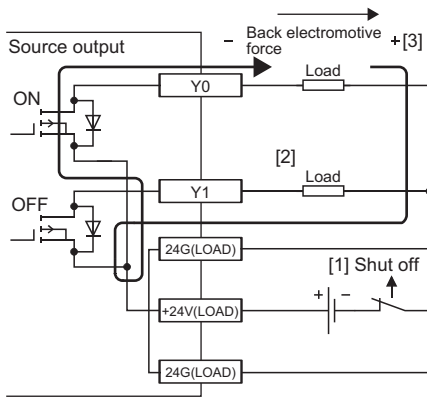 Source output
− Back electromotive force + [3]
Y0
Load
ON
[2]
Load
Y1
OFF
24G(LOAD)
[1] Shut off
+ −
+24V(LOAD)
24G(LOAD)